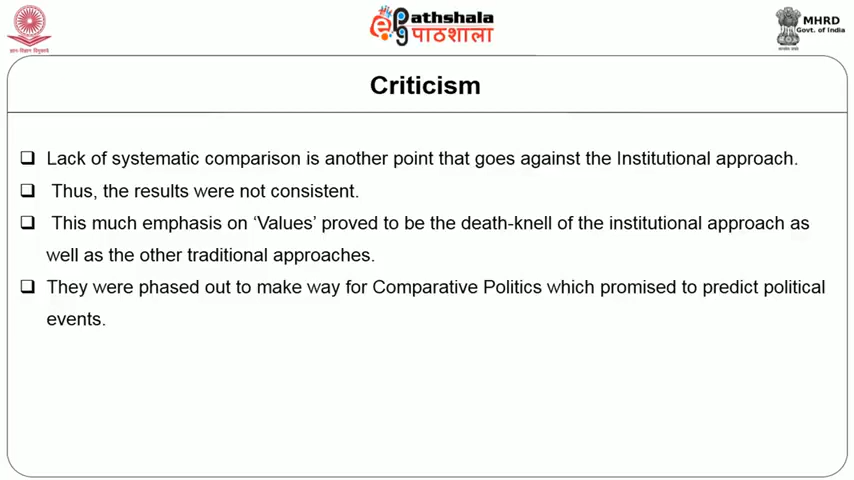 ePathshala
पाठशाला
MHRD
Govt. of India
Criticism
Lack of systematic comparison is another point that goes against the Institutional approach.
Thus, the results were not consistent.
This much emphasis on ‘Values’ proved to be the death-knell of the institutional approach as
well as the other traditional approaches.
They were phased out to make way for Comparative Politics which promised to predict political
events.